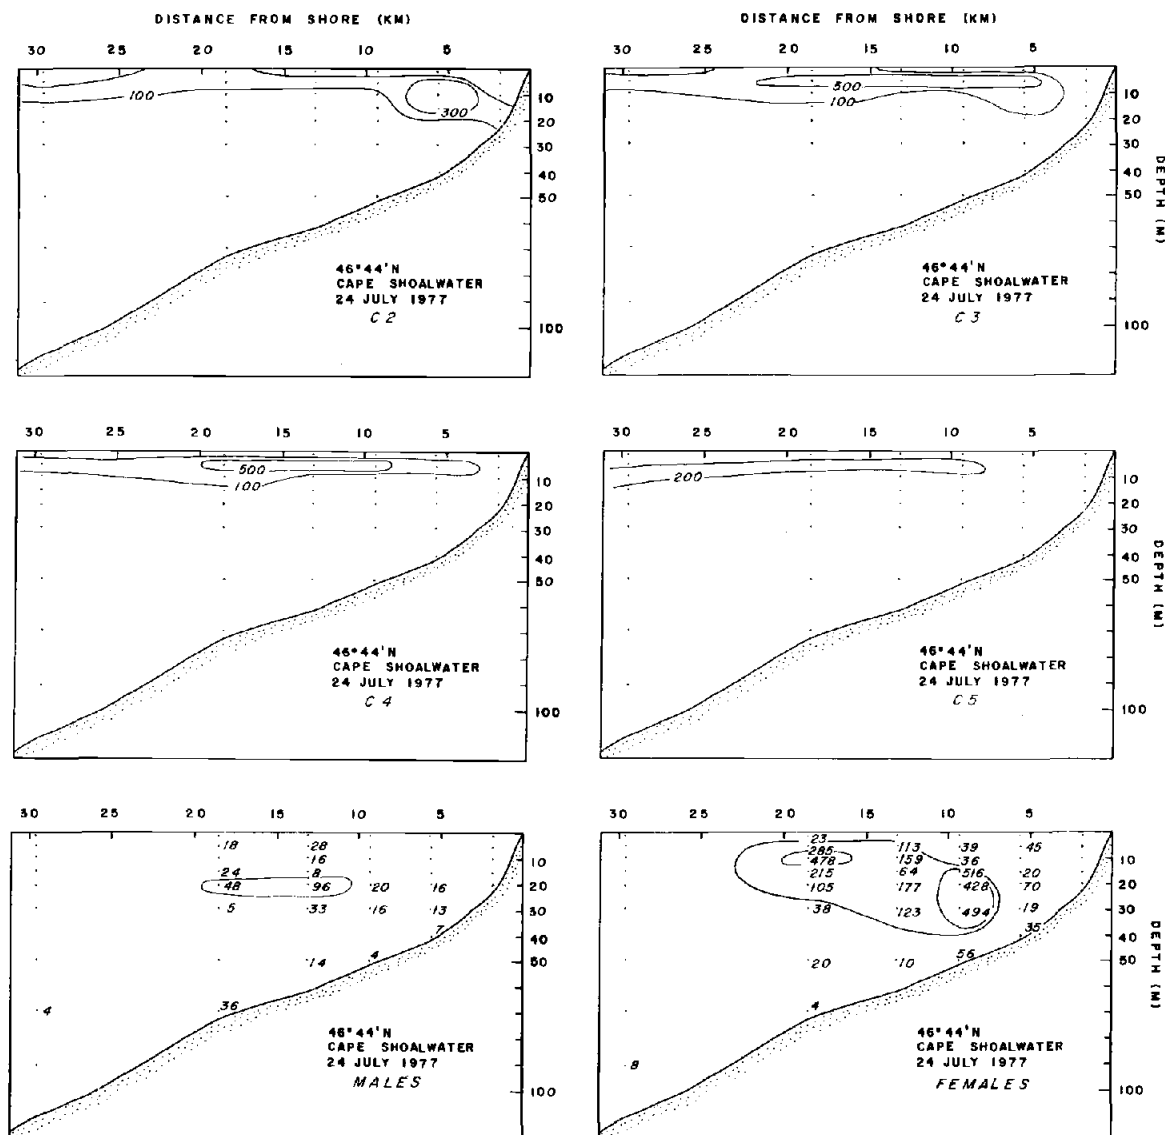 DISTANCE FROM SHORE (KM)
30 25 20 15 10 5
100
300
10
20
30
40
50
100
46°44'N
CAPE SHOALWATER
24 JULY 1977
C2
DISTANCE FROM SHORE (KM)
30 25 20 15 10 5
500
100
10
20
30
40
50
100
DEPTH (M)
46°44'N
CAPE SHOALWATER
24 JULY 1977
C3
30 25 20 15 10 5
500
100
10
20
30
40
50
100
46°44'N
CAPE SHOALWATER
24 JULY 1977
C4
30 25 20 15 10 5
200
10
20
30
40
50
100
DEPTH (M)
46°44'N
CAPE SHOALWATER
24 JULY 1977
C5
30 25 20 15 10 5
18 28
16
24 8
48 96 20 16
5 33 16 13
7
14 4
36
4
10
20
30
40
50
100
46°44'N
CAPE SHOALWATER
24 JULY 1977
MALES
30 25 20 15 10 5
23 113 39 45
285
478 159 36
215 64 516 20
105 177 428 70
38 123 494 19
35
20 10 56
4
8
10
20
30
40
50
100
DEPTH (M)
46°44'N
CAPE SHOALWATER
24 JULY 1977
FEMALES